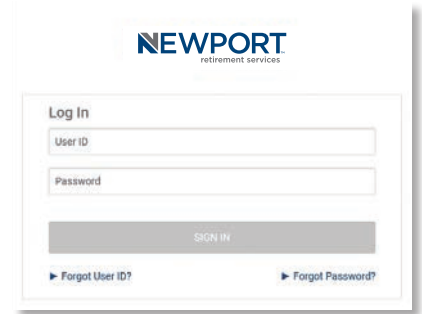 NEWPORT
retirement services
Log In
User ID
Password
SIGN IN
► Forgot User ID? ► Forgot Password?